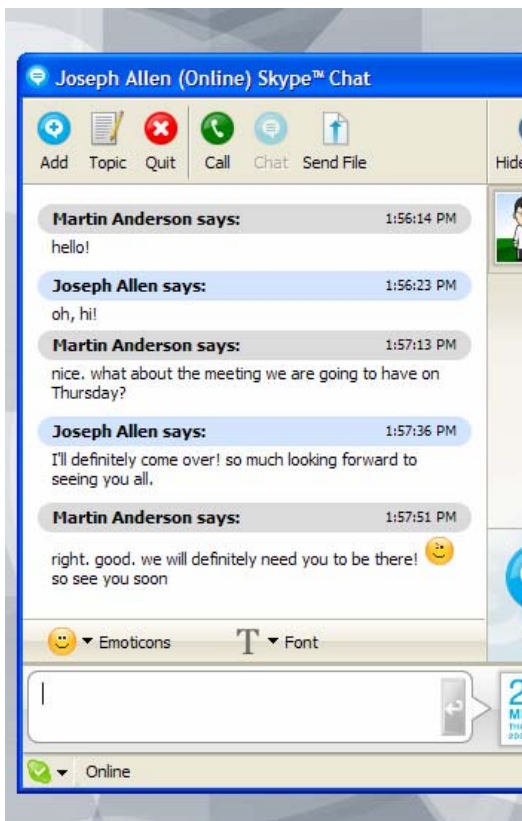 Joseph Allen (Online) Skype™ Chat
Add Topic Quit Call Chat Send File
Hide
Martin Anderson says: 1:56:14 PM
hello!
Joseph Allen says: 1:56:23 PM
oh, hi!
Martin Anderson says: 1:57:13 PM
nice. what about the meeting we are going to have on
Thursday?
Joseph Allen says: 1:57:36 PM
I'll definitely come over! so much looking forward to
seeing you all.
Martin Anderson says: 1:57:51 PM
right. good. we will definitely need you to be there!
so see you soon
Emoticons T Font
Online